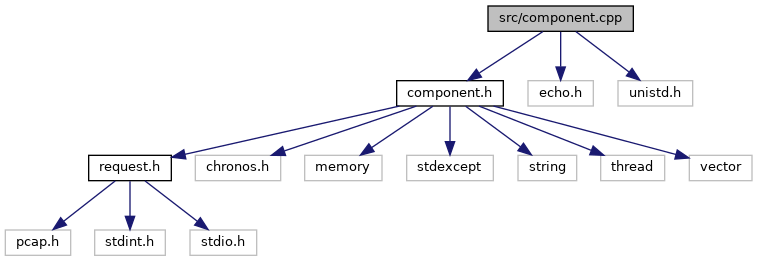 src/component.cpp
component.h
echo.h
unistd.h
request.h
chronos.h
memory
stdexcept
string
thread
vector
pcap.h
stdint.h
stdio.h